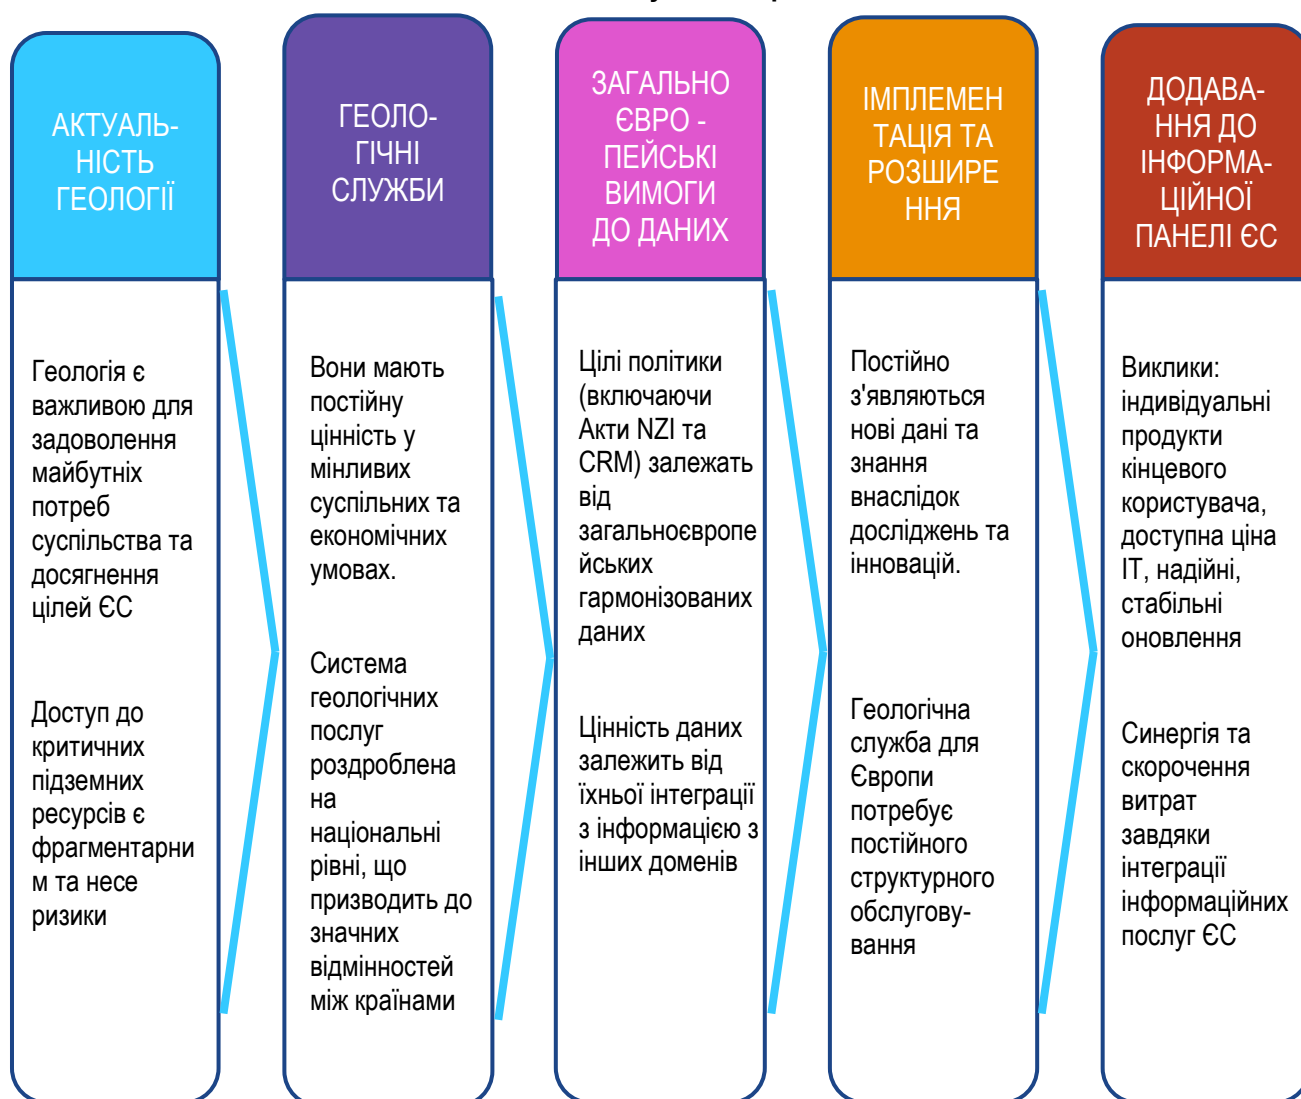 АКТУАЛЬ-
НІСТЬ
ГЕОЛОГІЇ
Геологія є
важливою для
задоволення
майбутніх
потреб
суспільства та
досягнення
цілей ЄС
Доступ до
критичних
підземних
ресурсів є
фрагментарни
м та несе
ризики
ГЕОЛО-
ГІЧНІ
СЛУЖБИ
Вони мають
постійну
цінність у
мінливих
суспільних та
економічних
умовах.
Система
геологічних
послуг
роздроблена
на
національні
рівні, що
призводить до
значних
відмінностей
між країнами
ЗАГАЛЬНО
ЄВРО -
ПЕЙСЬКІ
ВИМОГИ
ДО ДАНИХ
Цілі політики
(включаючи
Акти NZI та
CRM) залежать
від
загальноєвропе
йських
гармонізованих
даних
Цінність даних
залежить від
їхньої інтеграції
з інформацією з
інших доменів
ІМПЛЕМЕН
ТАЦІЯ ТА
РОЗШИРЕ
ННЯ
Постійно
з'являються
нові дані та
знання
внаслідок
досліджень та
інновацій.
Геологічна
служба для
Європи
потребує
постійного
структурного
обслугову-
вання
ДОДАВА-
ННЯ ДО
ІНФОРМА-
ЦІЙНОЇ
ПАНЕЛІ ЄС
Виклики:
індивідуальні
продукти
кінцевого
користувача,
доступна ціна
ІТ, надійні,
стабільні
оновлення
Синергія та
скорочення
витрат
завдяки
інтеграції
інформаційних
послуг ЄС